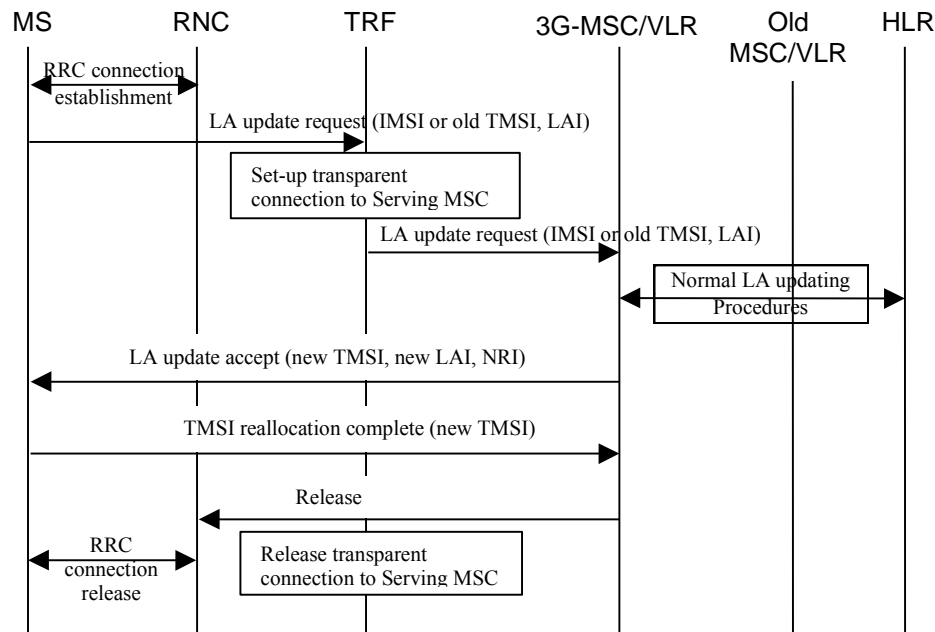 MS
RNC
TRF
3G-MSC/VLR
Old
MSC/VLR
HLR
RRC connection
establishment
LA update request (IMSI or old TMSI, LAI)
Set-up transparent
connection to Serving MSC
LA update request (IMSI or old TMSI, LAI)
Normal LA updating
Procedures
LA update accept (new TMSI, new LAI, NRI)
TMSI reallocation complete (new TMSI)
Release
RRC
connection
release
Release transparent
connection to Serving MSC